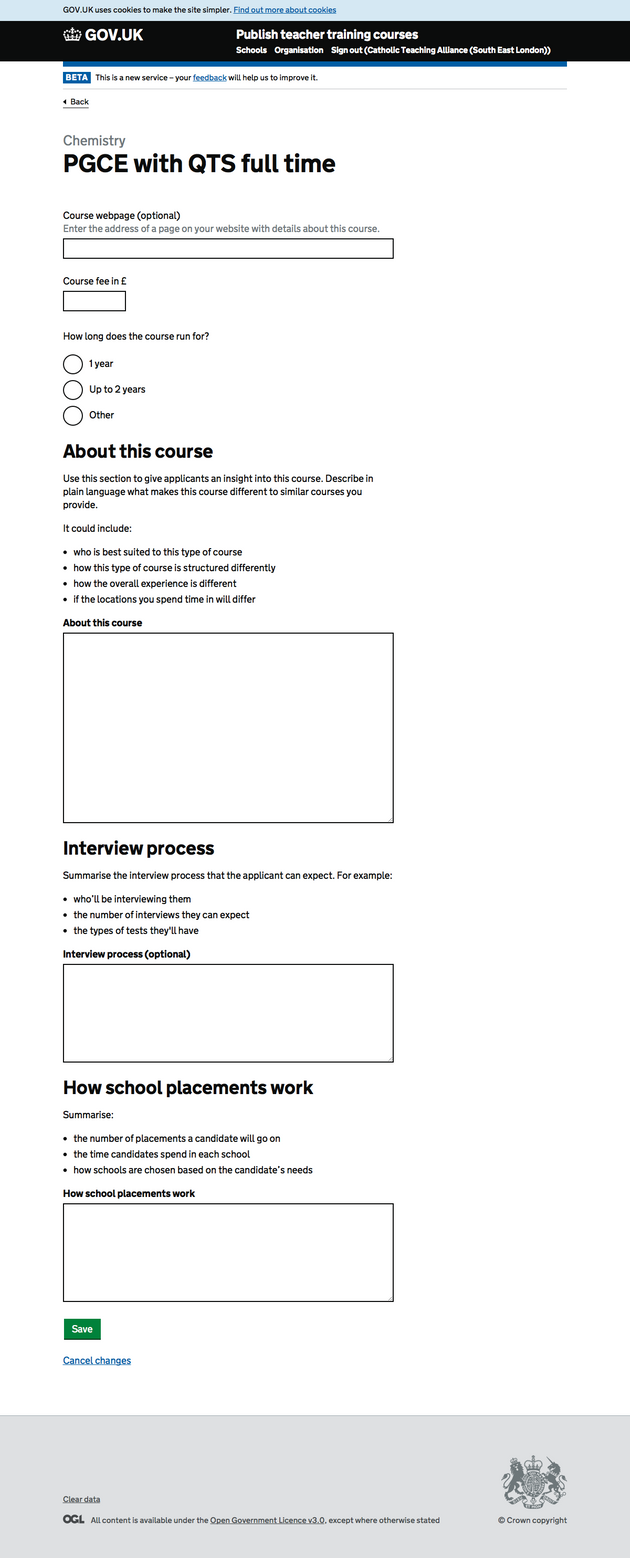 GOV.UK uses cookies to make the site simpler. Find out more about cookies
GOV.UK
Publish teacher training courses
Schools Organisation Sign out (Catholic Teaching Alliance (South East London))
BETA This is a new service – your feedback will help us to improve it.
Back
Chemistry
PGCE with QTS full time
Course webpage (optional)
Enter the address of a page on your website with details about this course.
Course fee in £
How long does the course run for?
1 year
Up to 2 years
Other
About this course
Use this section to give applicants an insight into this course. Describe in
plain language what makes this course different to similar courses you
provide.
It could include:
• who is best suited to this type of course
• how this type of course is structured differently
• how the overall experience is different
• if the locations you spend time in will differ
About this course
Interview process
Summarise the interview process that the applicant can expect. For example:
• who'll be interviewing them
• the number of interviews they can expect
• the types of tests they'll have
Interview process (optional)
How school placements work
Summarise:
• the number of placements a candidate will go on
• the time candidates spend in each school
• how schools are chosen based on the candidate's needs
How school placements work
Save
Cancel changes
Clear data
OGL All content is available under the Open Government Licence v3.0, except where otherwise stated
© Crown copyright